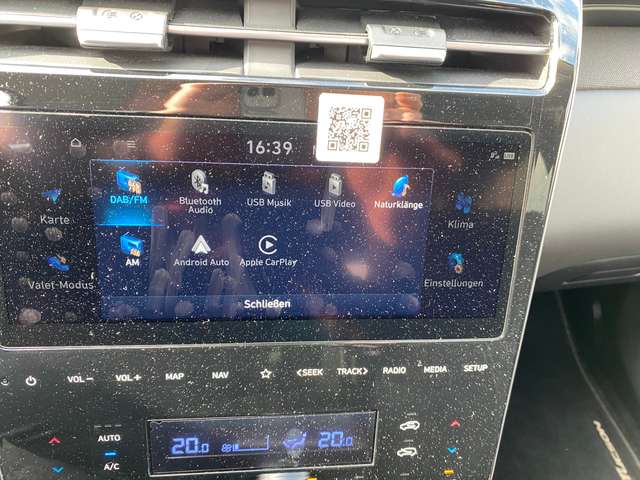 16:39
DAB/FM Bluetooth Audio USB Musik USB Video Naturklänge
Karte Klima
AM Android Auto Apple CarPlay
Valet-Modus Einstellungen
Schließen
VOL− VOL+ MAP NAV <SEEK TRACK> RADIO MEDIA SETUP
AUTO
A/C
20.0 20.0